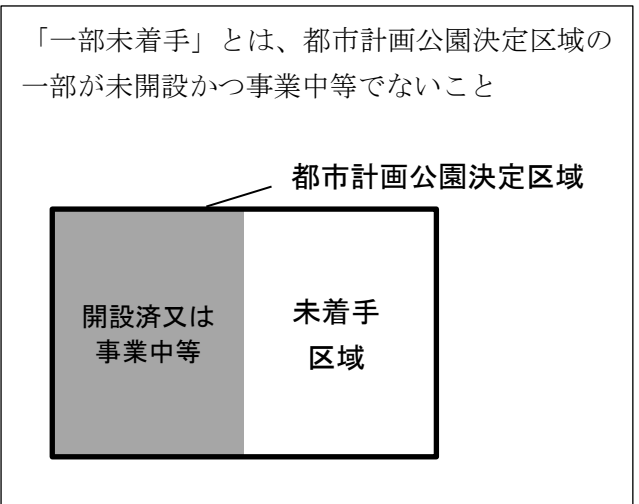 「一部未着手」とは、都市計画公園決定区域の
一部が未開設かつ事業中等でないこと
都市計画公園決定区域
開設済又は
事業中等
未着手
区域